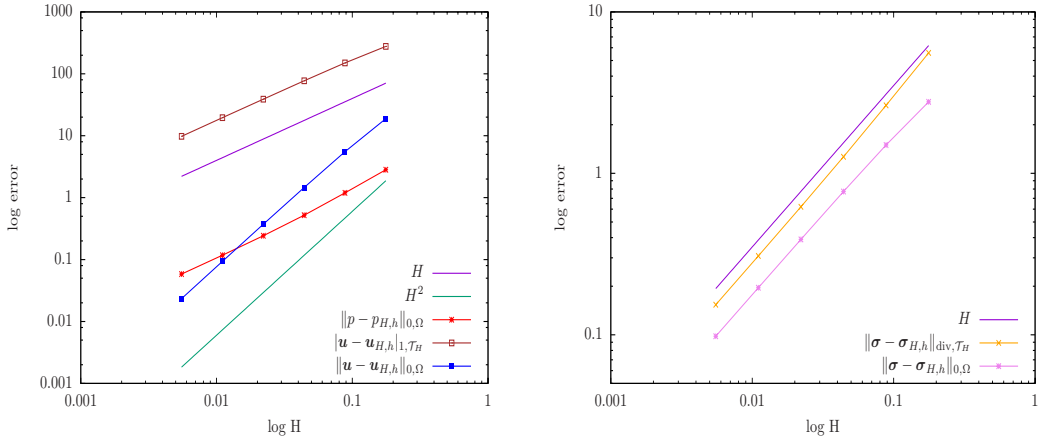 1000
100
10
1
0.1
0.01
0.001
log error
0.001
0.01
0.1
1
log H
H
H²
‖p − p_{H,h}‖_{0,Ω}
|u − u_{H,h}|_{1,𝒯_H}
‖u − u_{H,h}‖_{0,Ω}
10
1
0.1
log error
0.001
0.01
0.1
1
log H
H
‖σ − σ_{H,h}‖_{div,𝒯_H}
‖σ − σ_{H,h}‖_{0,Ω}